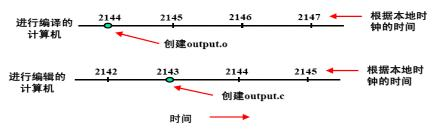 进行编译的
计算机
2144 2145 2146 2147
根据本地时
钟的时间
创建output.o
进行编辑的
计算机
2142 2143 2144 2145
根据本地时
钟的时间
创建output.c
时间